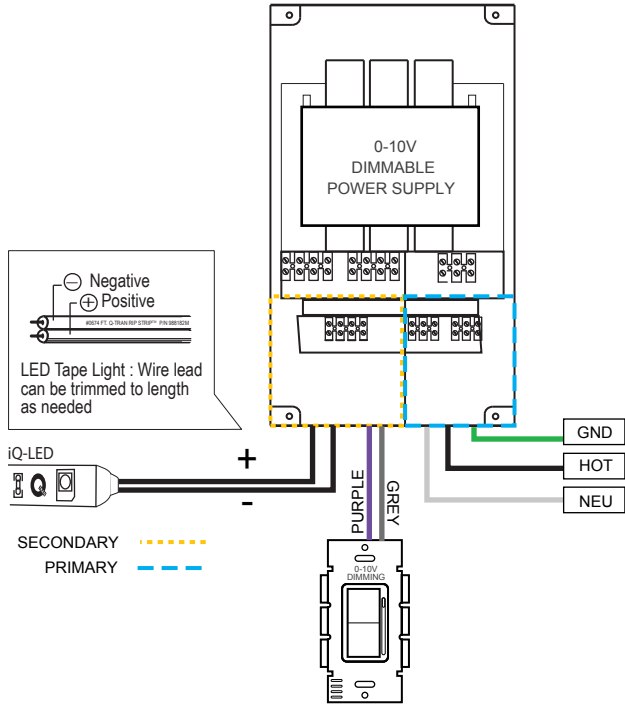 0-10V
DIMMABLE
POWER SUPPLY
Negative
Positive
#0674 FT. Q-TRAN RIP STRIP™ P/N 988182M
LED Tape Light : Wire lead
can be trimmed to length
as needed
iQ-LED
+
-
Q
SECONDARY
PRIMARY
PURPLE
GREY
GND
HOT
NEU
0-10V
DIMMING